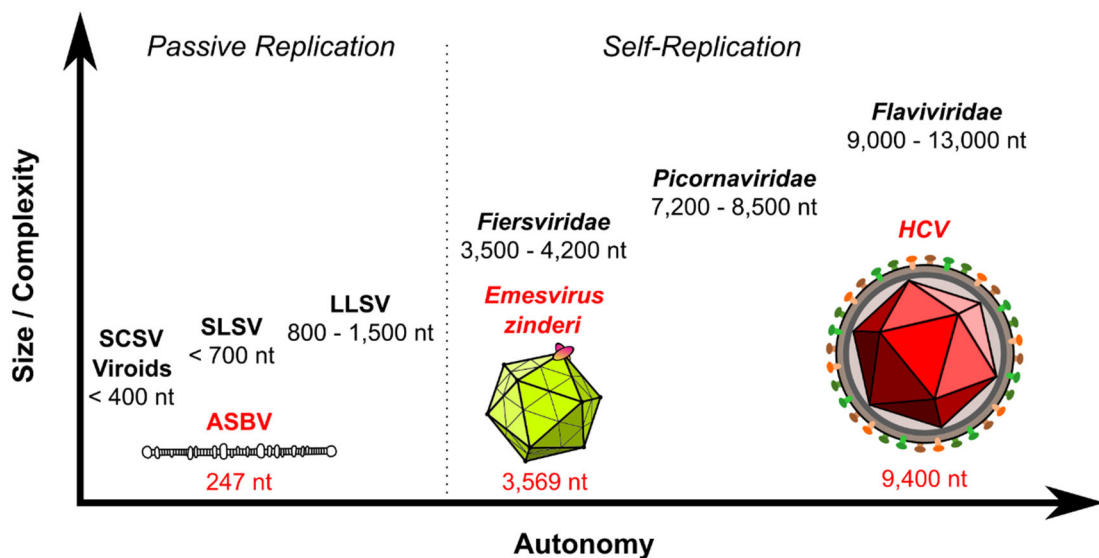 Passive Replication
Self-Replication
Size / Complexity
SCSV
Viroids
< 400 nt
SLSV
< 700 nt
LLSV
800 - 1,500 nt
ASBV
247 nt
Fiersviridae
3,500 - 4,200 nt
Emesvirus
zinderi
3,569 nt
Picornaviridae
7,200 - 8,500 nt
Flaviviridae
9,000 - 13,000 nt
HCV
9,400 nt
Autonomy